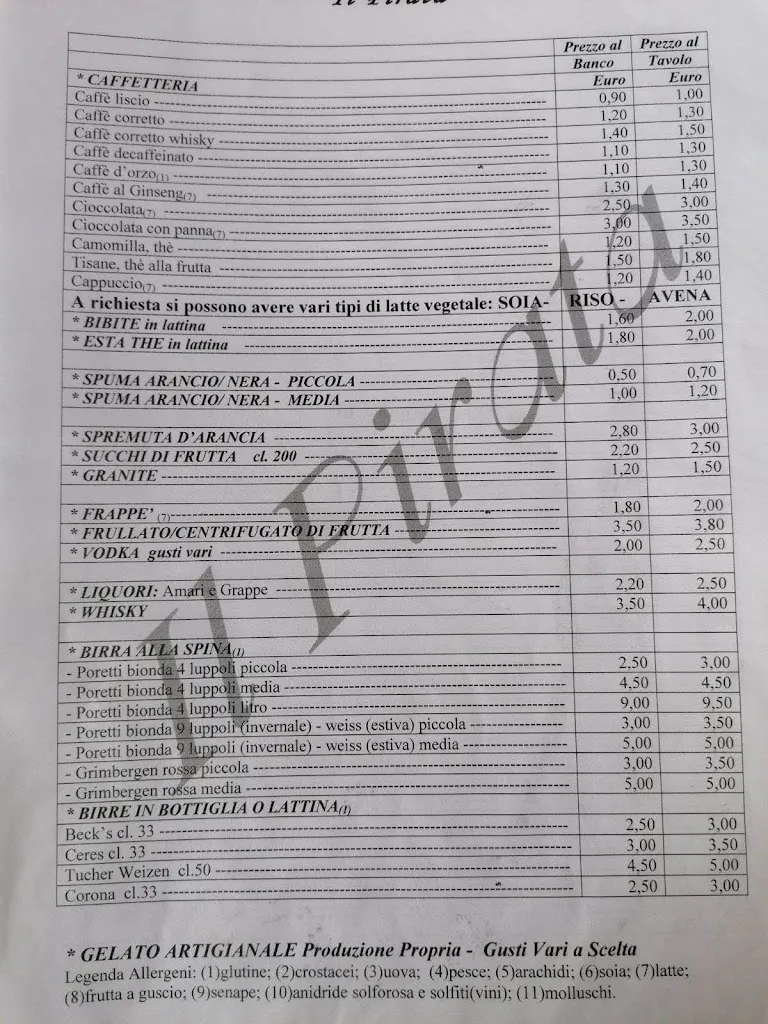 Il Pirata
Prezzo al Banco Euro Prezzo al Tavolo Euro
* CAFFETTERIA
Caffè liscio 0,90 1,00
Caffè corretto 1,20 1,30
Caffè corretto whisky 1,40 1,50
Caffè decaffeinato 1,10 1,30
Caffè d'orzo(1) 1,10 1,30
Caffè al Ginseng(7) 1,30 1,40
Cioccolata(7) 2,50 3,00
Cioccolata con panna(7) 3,00 3,50
Camomilla, thè 1,20 1,50
Tisane, thè alla frutta 1,50 1,80
Cappuccio(7) 1,20 1,40
A richiesta si possono avere vari tipi di latte vegetale: SOIA- RISO - AVENA
* BIBITE in lattina 1,60 2,00
* ESTA THE in lattina 1,80 2,00
* SPUMA ARANCIO/ NERA - PICCOLA 0,50 0,70
* SPUMA ARANCIO/ NERA - MEDIA 1,00 1,20
* SPREMUTA D'ARANCIA 2,80 3,00
* SUCCHI DI FRUTTA cl. 200 2,20 2,50
* GRANITE 1,20 1,50
* FRAPPE' (7) 1,80 2,00
* FRULLATO/CENTRIFUGATO DI FRUTTA 3,50 3,80
* VODKA gusti vari 2,00 2,50
* LIQUORI: Amari e Grappe 2,20 2,50
* WHISKY 3,50 4,00
* BIRRA ALLA SPINA(1)
- Poretti bionda 4 luppoli piccola 2,50 3,00
- Poretti bionda 4 luppoli media 4,50 4,50
- Poretti bionda 4 luppoli litro 9,00 9,50
- Poretti bionda 9 luppoli (invernale) - weiss (estiva) piccola 3,00 3,50
- Poretti bionda 9 luppoli (invernale) - weiss (estiva) media 5,00 5,00
- Grimbergen rossa piccola 3,00 3,50
- Grimbergen rossa media 5,00 5,00
* BIRRE IN BOTTIGLIA O LATTINA(1)
Beck's cl. 33 2,50 3,00
Ceres cl. 33 3,00 3,50
Tucher Weizen cl.50 4,50 5,00
Corona cl.33 2,50 3,00
* GELATO ARTIGIANALE Produzione Propria - Gusti Vari a Scelta
Legenda Allergeni: (1)glutine; (2)crostacei; (3)uova; (4)pesce; (5)arachidi; (6)soia; (7)latte;
(8)frutta a guscio; (9)senape; (10)anidride solforosa e solfiti(vini); (11)molluschi.
Il Pirata